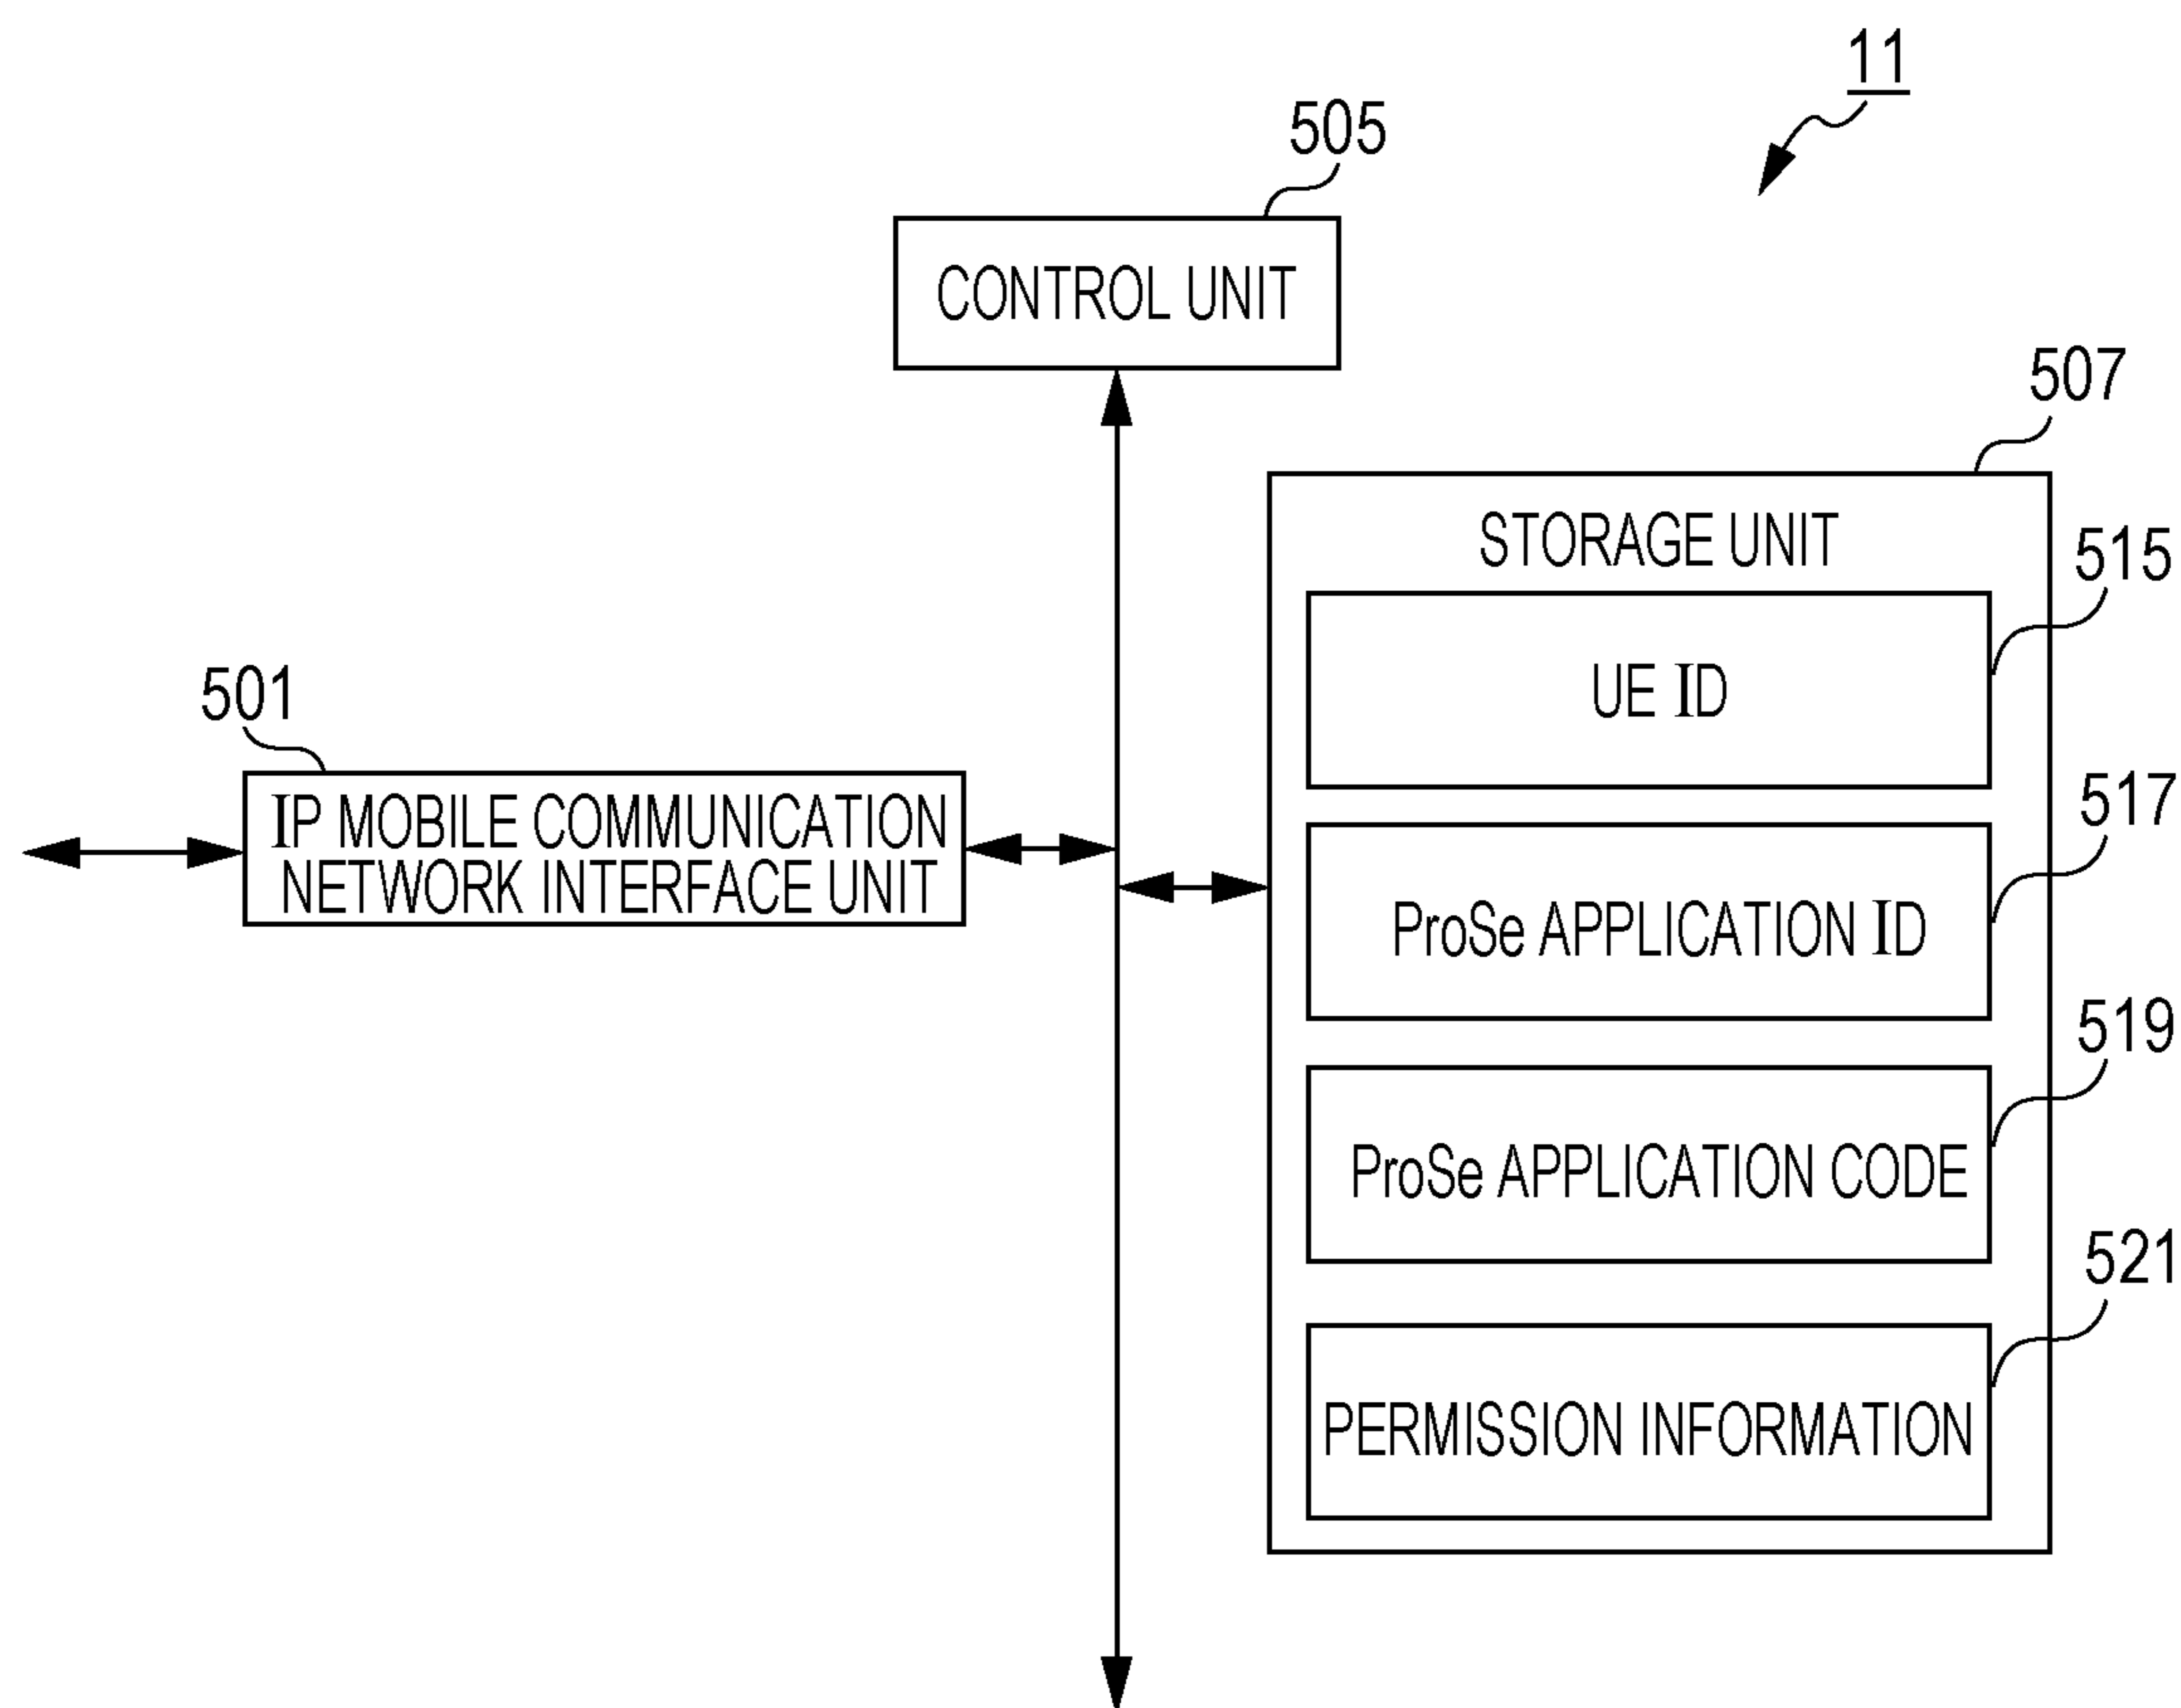 11
505
CONTROL UNIT
507
STORAGE UNIT
515
UE ID
501
IP MOBILE COMMUNICATION
NETWORK INTERFACE UNIT
517
ProSe APPLICATION ID
519
ProSe APPLICATION CODE
521
PERMISSION INFORMATION